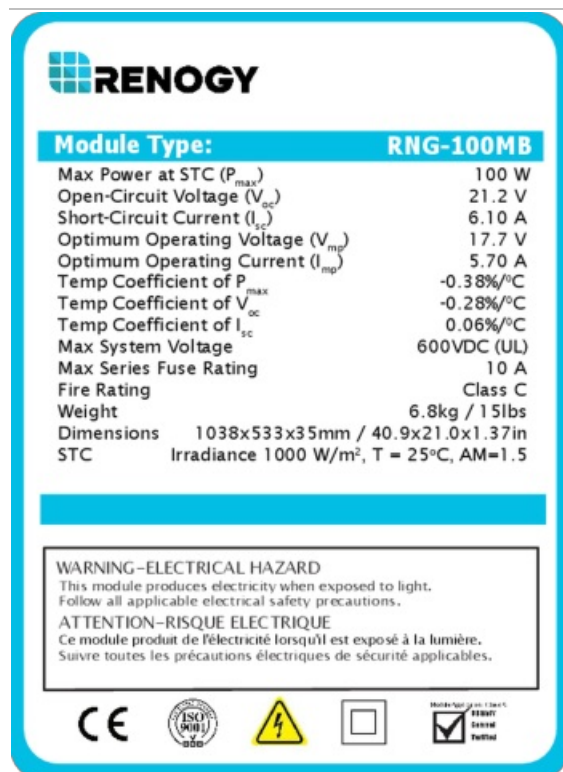 RENOGY
Module Type: RNG-100MB
Max Power at STC (Pmax) 100 W
Open-Circuit Voltage (Voc) 21.2 V
Short-Circuit Current (Isc) 6.10 A
Optimum Operating Voltage (Vmp) 17.7 V
Optimum Operating Current (Imp) 5.70 A
Temp Coefficient of Pmax -0.38%/°C
Temp Coefficient of Voc -0.28%/°C
Temp Coefficient of Isc 0.06%/°C
Max System Voltage 600VDC (UL)
Max Series Fuse Rating 10 A
Fire Rating Class C
Weight 6.8kg / 15lbs
Dimensions 1038x533x35mm / 40.9x21.0x1.37in
STC Irradiance 1000 W/m², T = 25°C, AM=1.5
WARNING-ELECTRICAL HAZARD
This module produces electricity when exposed to light.
Follow all applicable electrical safety precautions.
ATTENTION-RISQUE ELECTRIQUE
Ce module produit de l'électricité lorsqu'il est exposé à la lumière.
Suivre toutes les précautions électriques de sécurité applicables.
CE
ISO
9001